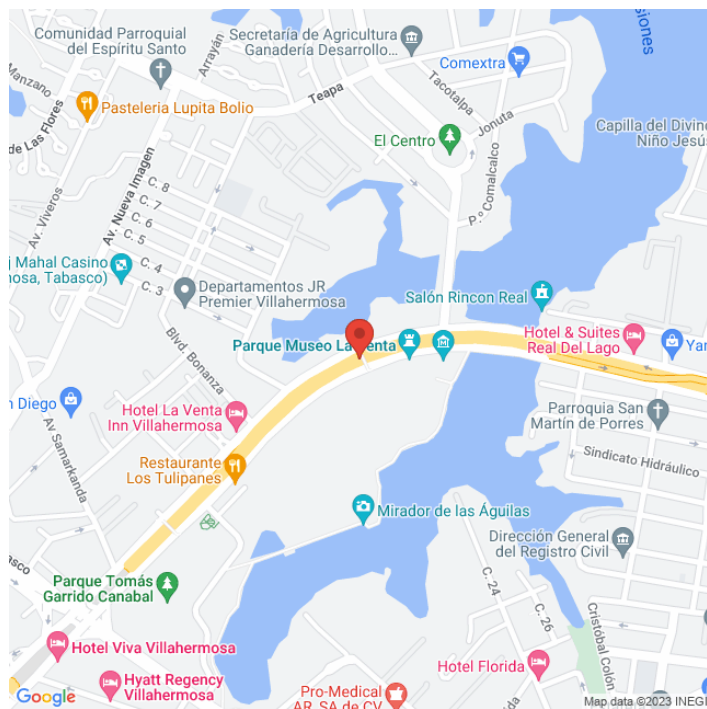 Comunidad Parroquial
del Espíritu Santo
Arrayán
Secretaría de Agricultura
Ganadería Desarrollo...
Comextra
Manzano
Pasteleria Lupita Bolio
Teapa
Tacotalpa
Jonuta
de Las Flores
El Centro
Capilla del Divino
Niño Jesús
P.º Comalcalco
Av. Viveros
Av. Nueva Imagen
C. 8
C. 7
C. 6
C. 5
C. 4
C. 3
j Mahal Casino
osa, Tabasco)
Departamentos JR
Premier Villahermosa
Salón Rincon Real
Parque Museo La Venta
Hotel & Suites
Real Del Lago
Yar
Blvd. Bonanza
n Diego
Hotel La Venta
Inn Villahermosa
Parroquia San
Martín de Porres
Av Samarkanda
Sindicato Hidráulico
Restaurante
Los Tulipanes
Mirador de las Águilas
Dirección General
del Registro Civil
asco
Parque Tomás
Garrido Canabal
C. 24
C. 26
Cristóbal Colón
Hotel Viva Villahermosa
Hotel Florida
Hyatt Regency
Villahermosa
Pro-Medical
AR, SA de CV
Google
Map data ©2023 INEGI